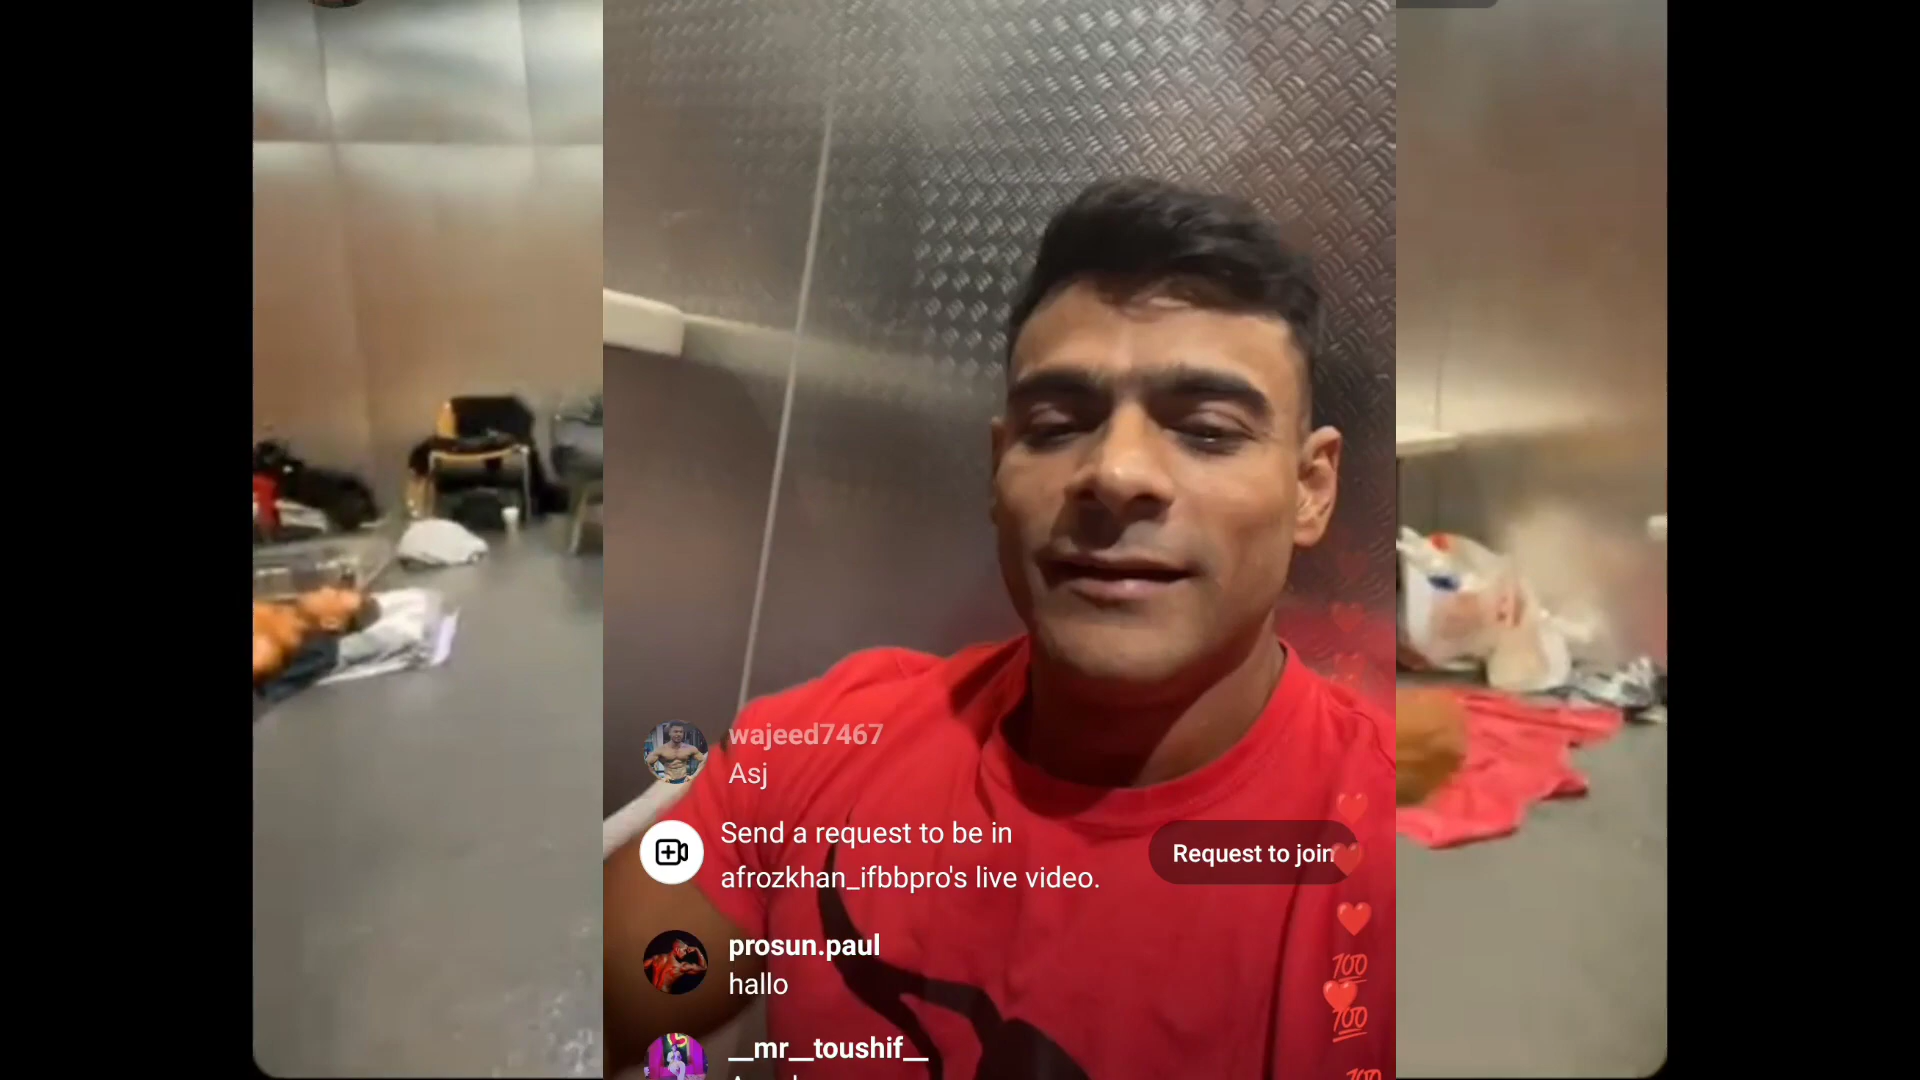 wajeed7467
Asj
Send a request to be in
afrozkhan_ifbbpro's live video.
Request to join
prosun.paul
hallo
__mr__toushif__
100
100
100